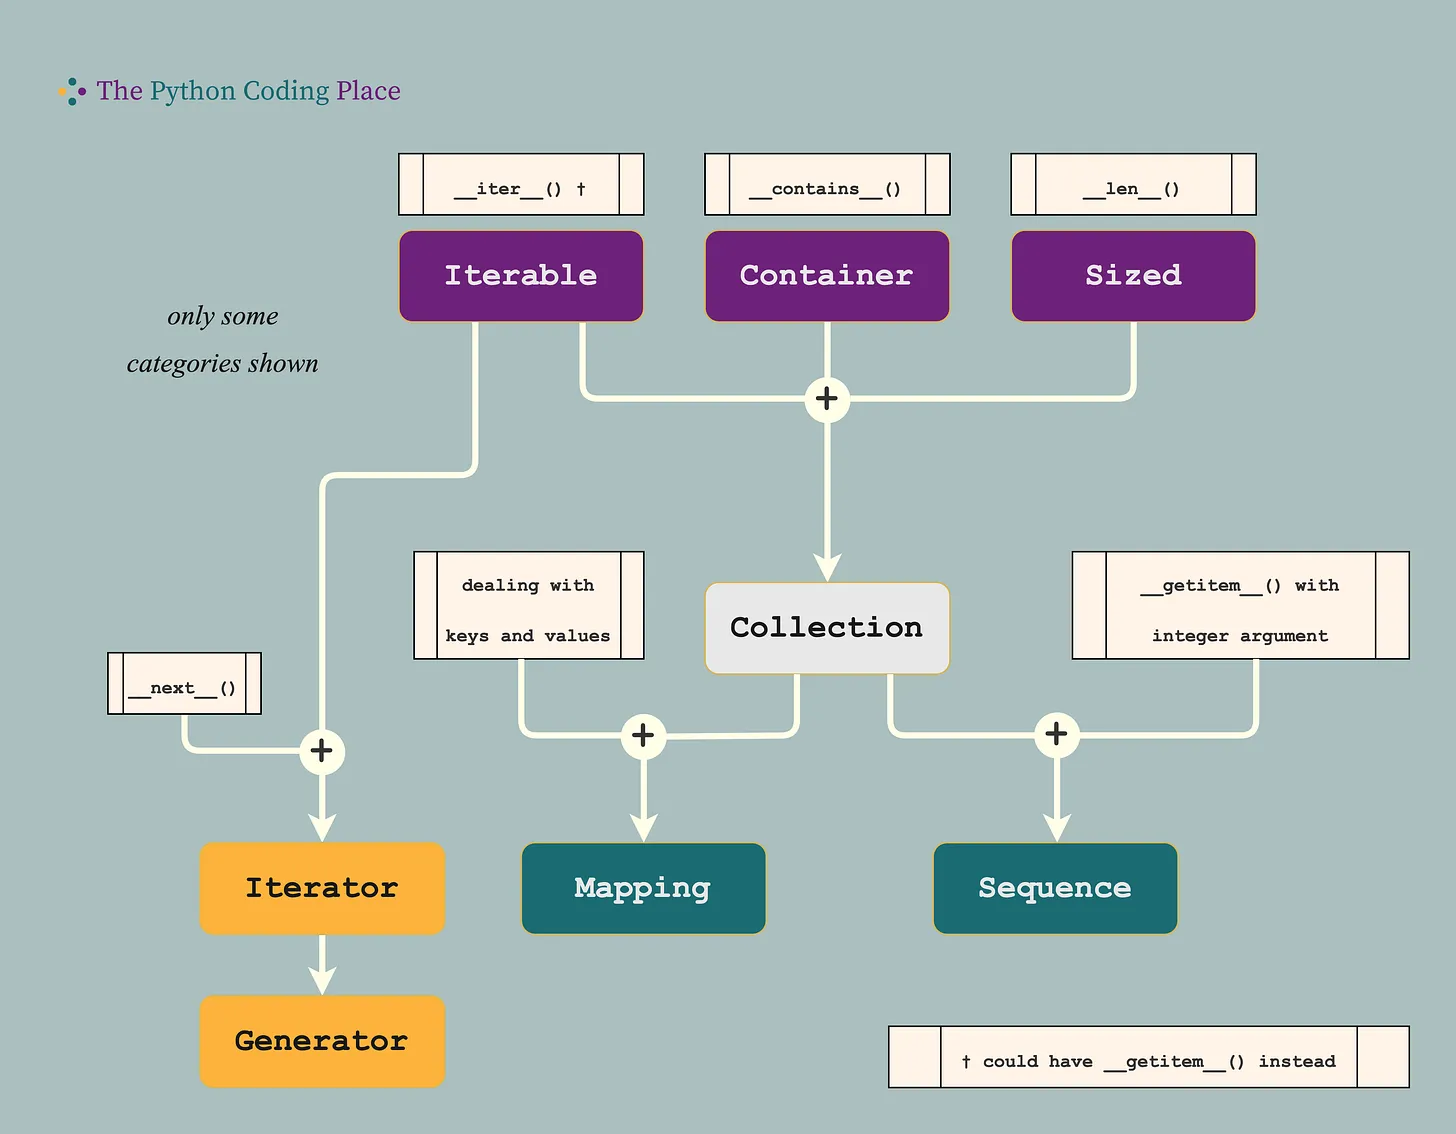 The Python Coding Place
__iter__() †
__contains__()
__len__()
Iterable
Container
Sized
only some
categories shown
+
dealing with
keys and values
Collection
__getitem__() with
integer argument
__next__()
+
+
+
Iterator
Mapping
Sequence
Generator
† could have __getitem__() instead